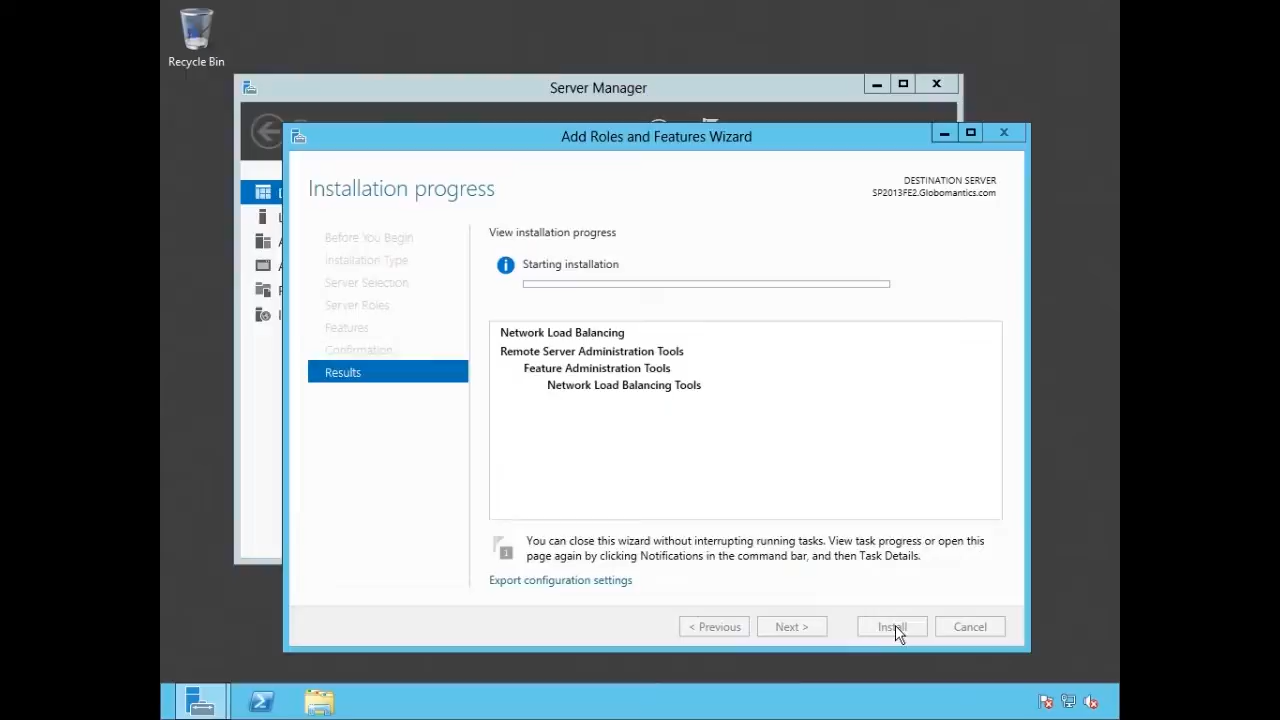 Recycle Bin
Server Manager
Add Roles and Features Wizard
Installation progress
DESTINATION SERVER
SP2013FE2.Globomantics.com
Before You Begin
Installation Type
Server Selection
Server Roles
Features
Confirmation
Results
View installation progress
Starting installation
Network Load Balancing
Remote Server Administration Tools
Feature Administration Tools
Network Load Balancing Tools
1
You can close this wizard without interrupting running tasks. View task progress or open this
page again by clicking Notifications in the command bar, and then Task Details.
Export configuration settings
< Previous
Next >
Install
Cancel